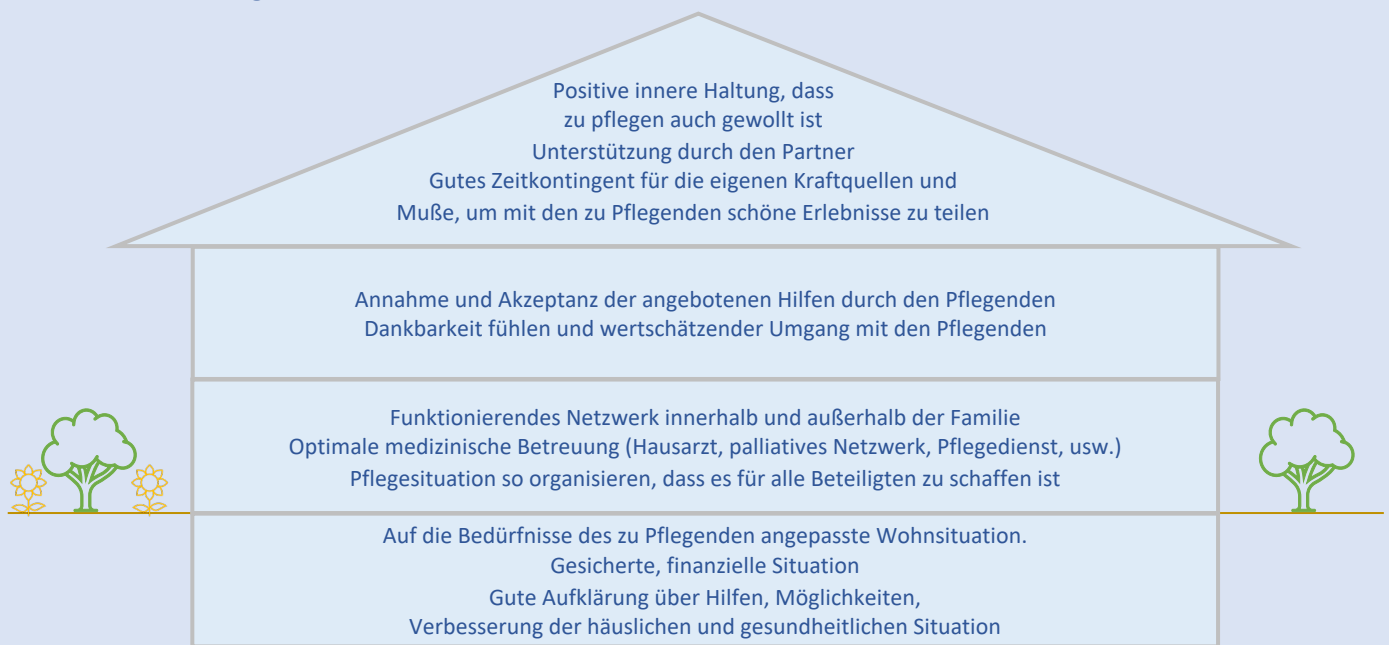 Positive innere Haltung, dass
zu pflegen auch gewollt ist
Unterstützung durch den Partner
Gutes Zeitkontingent für die eigenen Kraftquellen und
Muße, um mit den zu Pflegenden schöne Erlebnisse zu teilen
Annahme und Akzeptanz der angebotenen Hilfen durch den Pflegenden
Dankbarkeit fühlen und wertschätzender Umgang mit den Pflegenden
Funktionierendes Netzwerk innerhalb und außerhalb der Familie
Optimale medizinische Betreuung (Hausarzt, palliatives Netzwerk, Pflegedienst, usw.)
Pflegesituation so organisieren, dass es für alle Beteiligten zu schaffen ist
Auf die Bedürfnisse des zu Pflegenden angepasste Wohnsituation.
Gesicherte, finanzielle Situation
Gute Aufklärung über Hilfen, Möglichkeiten,
Verbesserung der häuslichen und gesundheitlichen Situation